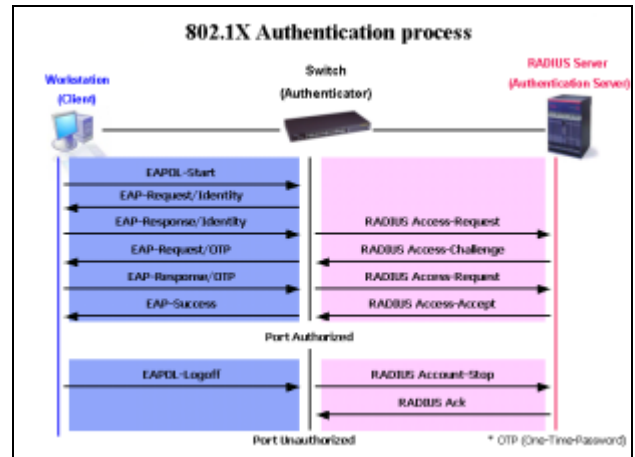 802.1X Authentication process
Workstation
(Client)
Switch
(Authenticator)
RADIUS Server
(Authentication Server)
EAPOL-Start
EAP-Request/Identity
EAP-Response/Identity
RADIUS Access-Request
EAP-Request/OTP
RADIUS Access-Challenge
EAP-Response/OTP
RADIUS Access-Request
EAP-Success
RADIUS Access-Accept
Port Authorized
EAPOL-Logoff
RADIUS Account-Stop
RADIUS Ack
Port Unauthorized
* OTP (One-Time-Password)